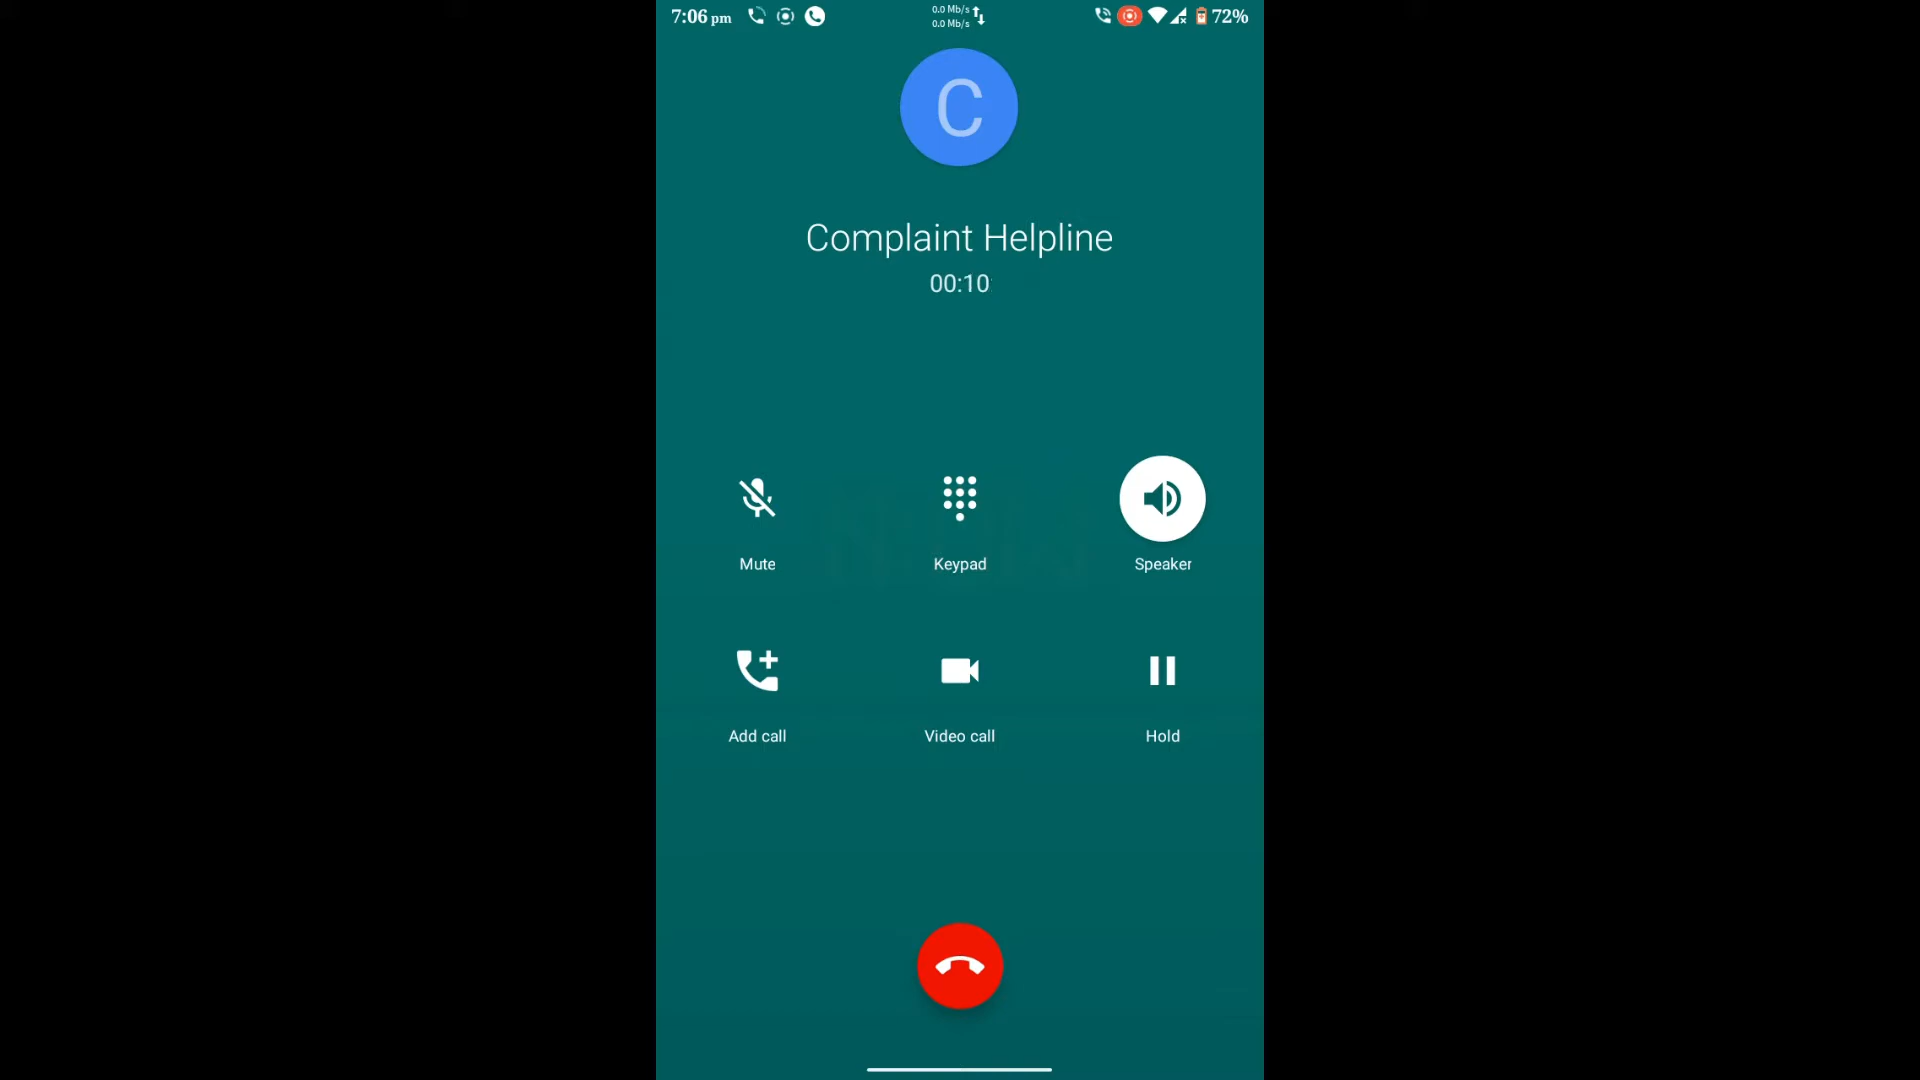 7:06 pm
0.0 Mb/s
0.0 Mb/s
72%
C
Complaint Helpline
00:10
Mute
Keypad
Speaker
Add call
Video call
Hold